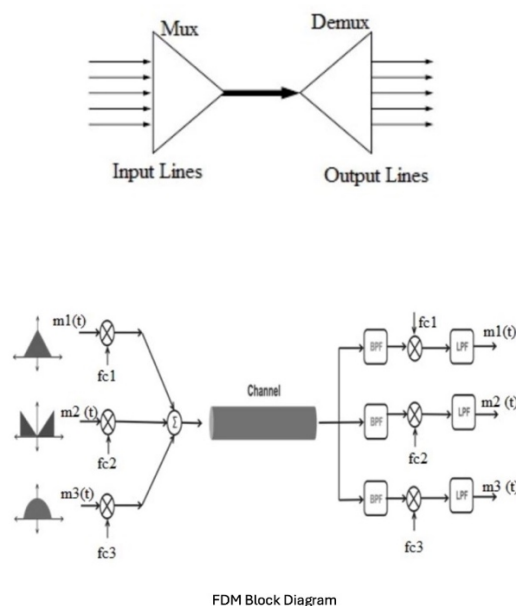 Mux
Demux
Input Lines
Output Lines
m1(t)
fc1
m2 (t)
fc2
m3(t)
fc3
Σ
Channel
BPF
fc1
LPF
m1(t)
BPF
fc2
LPF
m2 (t)
BPF
fc3
LPF
m3 (t)
FDM Block Diagram